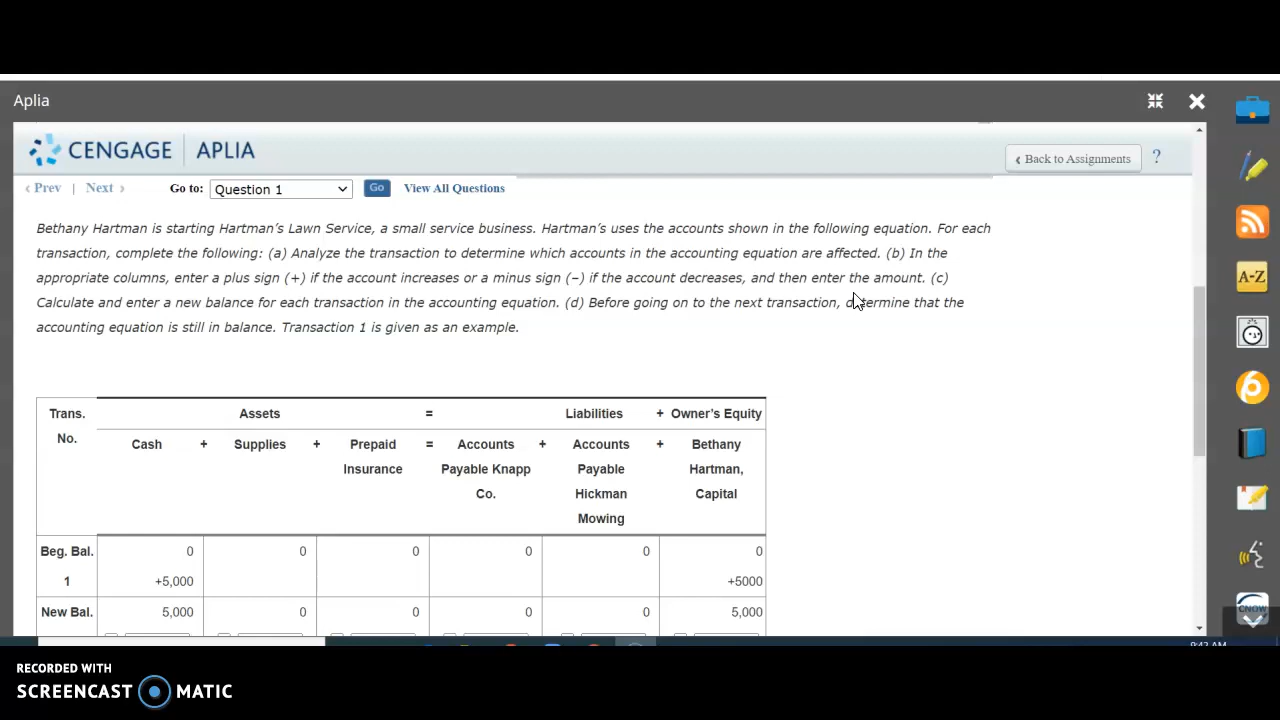 Aplia
CENGAGE | APLIA
‹ Back to Assignments ?
‹ Prev | Next › Go to: Question 1 Go View All Questions
Bethany Hartman is starting Hartman's Lawn Service, a small service business. Hartman's uses the accounts shown in the following equation. For each
transaction, complete the following: (a) Analyze the transaction to determine which accounts in the accounting equation are affected. (b) In the
appropriate columns, enter a plus sign (+) if the account increases or a minus sign (–) if the account decreases, and then enter the amount. (c)
Calculate and enter a new balance for each transaction in the accounting equation. (d) Before going on to the next transaction, determine that the
accounting equation is still in balance. Transaction 1 is given as an example.
Trans. Assets = Liabilities + Owner's Equity
No. Cash + Supplies + Prepaid = Accounts + Accounts + Bethany
Insurance Payable Knapp Payable Hartman,
Co. Hickman Capital
Mowing
Beg. Bal. 0 0 0 0 0 0
1 +5,000 +5000
New Bal. 5,000 0 0 0 0 5,000
A-Z
CNOW
RECORDED WITH
SCREENCAST MATIC